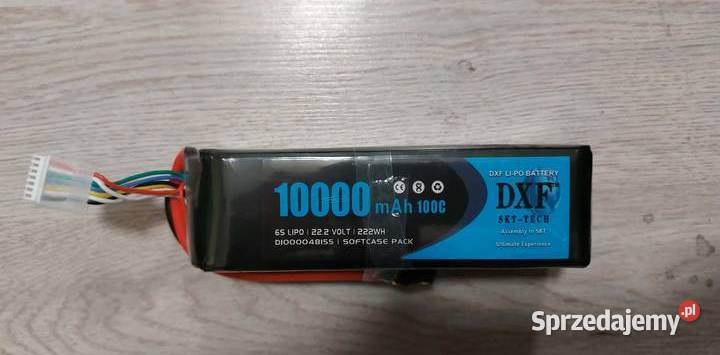 10000 mAh 100C
6S LIPO | 22.2 VOLT | 222WH
D1000048155 | SOFTCASE PACK
DXF LI-PO BATTERY
DXF
SKT-TECH
Assembly in SKT
Ultimate Experience
Sprzedajemy.pl